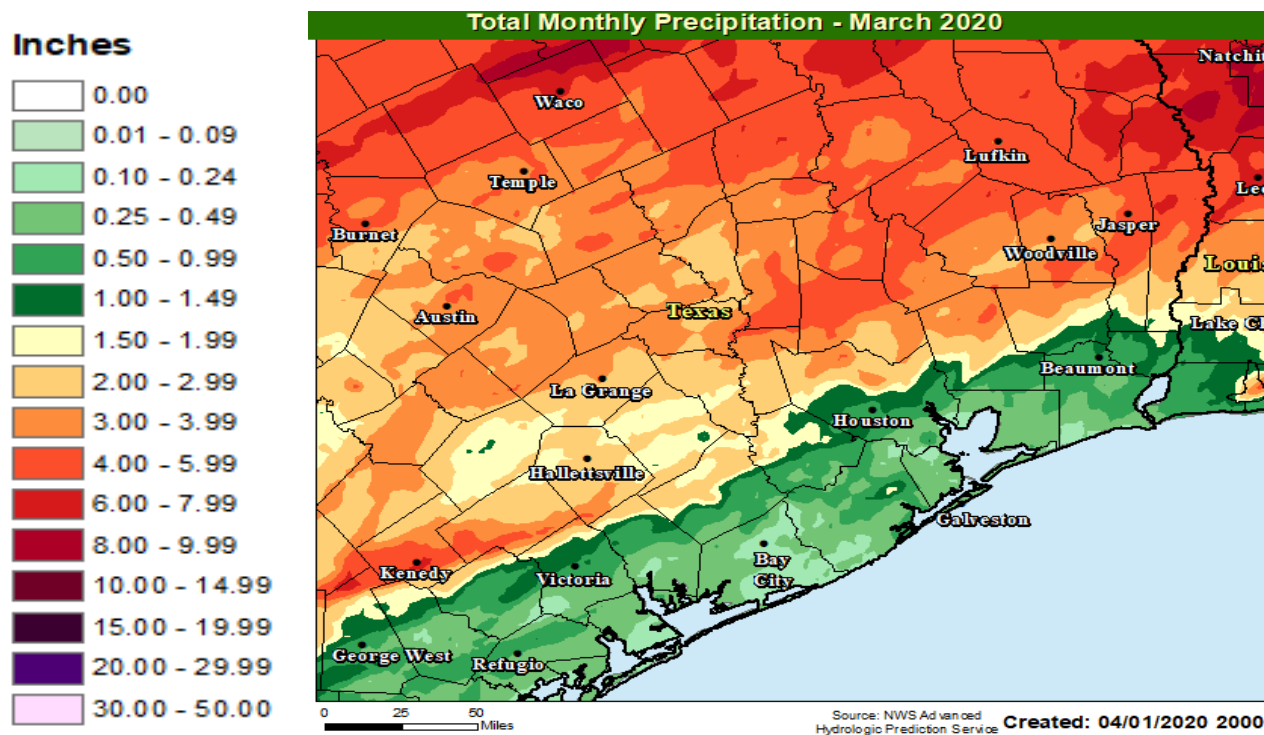 Total Monthly Precipitation - March 2020
Inches
0.00
0.01 - 0.09
0.10 - 0.24
0.25 - 0.49
0.50 - 0.99
1.00 - 1.49
1.50 - 1.99
2.00 - 2.99
3.00 - 3.99
4.00 - 5.99
6.00 - 7.99
8.00 - 9.99
10.00 - 14.99
15.00 - 19.99
20.00 - 29.99
30.00 - 50.00
Natchit
Waco
Lufkin
Temple
Lee
Jasper
Burnet
Woodville
Louis
Texas
Austin
Lake Ch
Beaumont
La Grange
Houston
Hallettsville
Galveston
Bay
City
Kenedy
Victoria
George West
Refugio
0 25 50
Miles
Source: NWS Advanced
Hydrologic Prediction Service
Created: 04/01/2020 2000